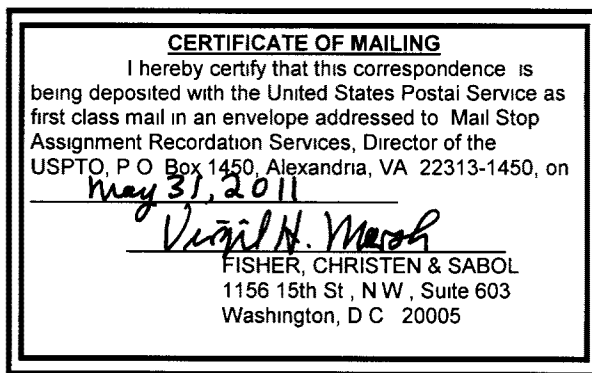 CERTIFICATE OF MAILING
I hereby certify that this correspondence is
being deposited with the United States Postal Service as
first class mail in an envelope addressed to Mail Stop
Assignment Recordation Services, Director of the
USPTO, P O Box 1450, Alexandria, VA 22313-1450, on
May 31, 2011
Virgil H. Marsh
FISHER, CHRISTEN & SABOL
1156 15th St , N W , Suite 603
Washington, D C 20005